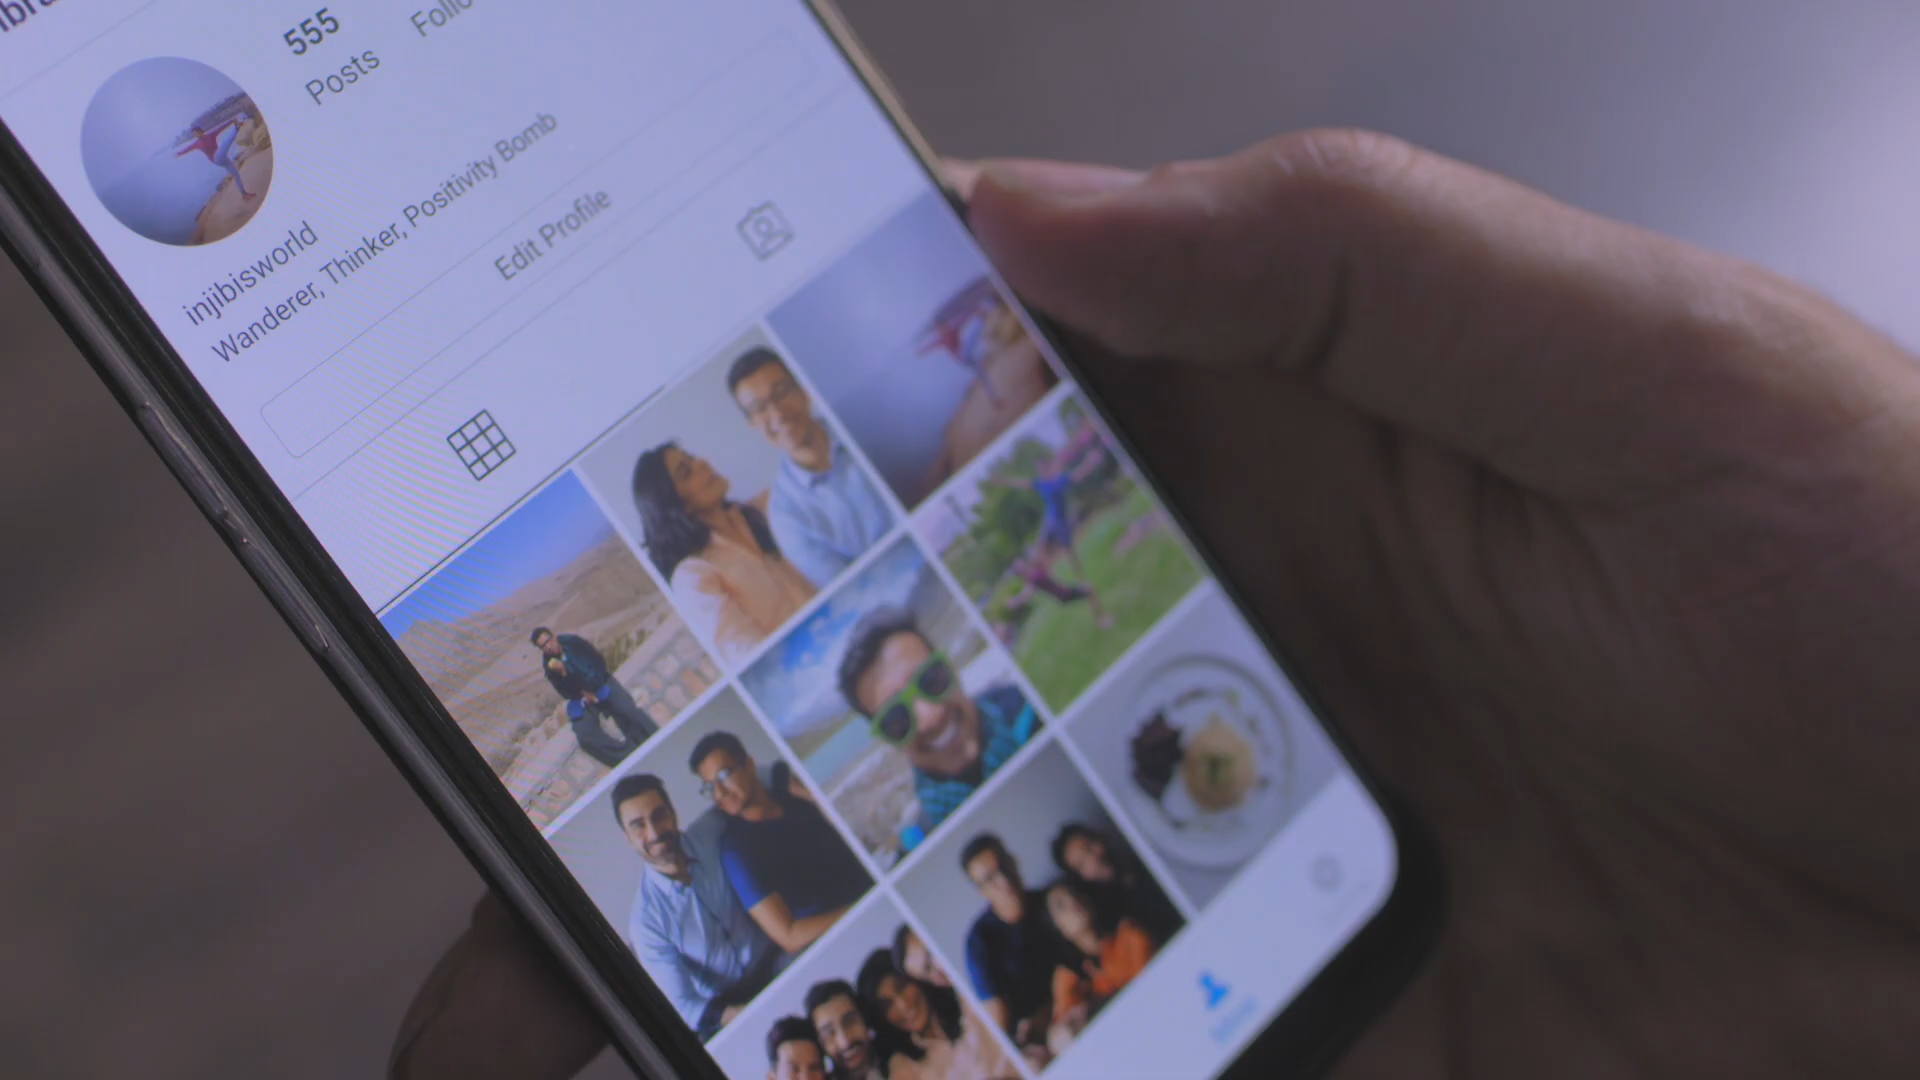 555
Posts
injibisworld
Wanderer, Thinker, Positivity Bomb
Edit Profile